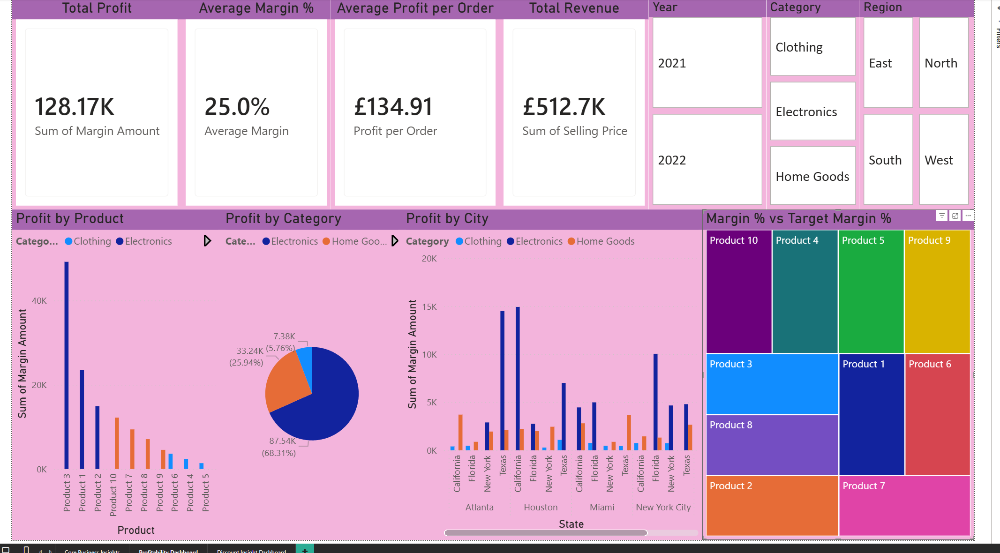 Total Profit
Average Margin %
Average Profit per Order
Total Revenue
Year
Category
Region
128.17K
Sum of Margin Amount
25.0%
Average Margin
£134.91
Profit per Order
£512.7K
Sum of Selling Price
2021
2022
Clothing
Electronics
Home Goods
East
North
South
West
Filters
Profit by Product
Catego...
Clothing
Electronics
Sum of Margin Amount
40K
20K
0K
Product 3
Product 1
Product 2
Product 10
Product 7
Product 8
Product 9
Product 6
Product 4
Product 5
Product
Profit by Category
Cate...
Electronics
Home Goo...
7.38K
(5.76%)
33.24K
(25.94%)
87.54K
(68.31%)
Profit by City
Category
Clothing
Electronics
Home Goods
Sum of Margin Amount
20K
15K
10K
5K
0K
California
Florida
New York
Texas
California
Florida
New York
Texas
California
Florida
New York
Texas
California
Florida
New York
Texas
Atlanta
Houston
Miami
New York City
State
Margin % vs Target Margin %
Product 10
Product 4
Product 5
Product 9
Product 3
Product 1
Product 6
Product 8
Product 2
Product 7
Core Business Insights
Profitability Dashboard
Discount Insight Dashboard
+